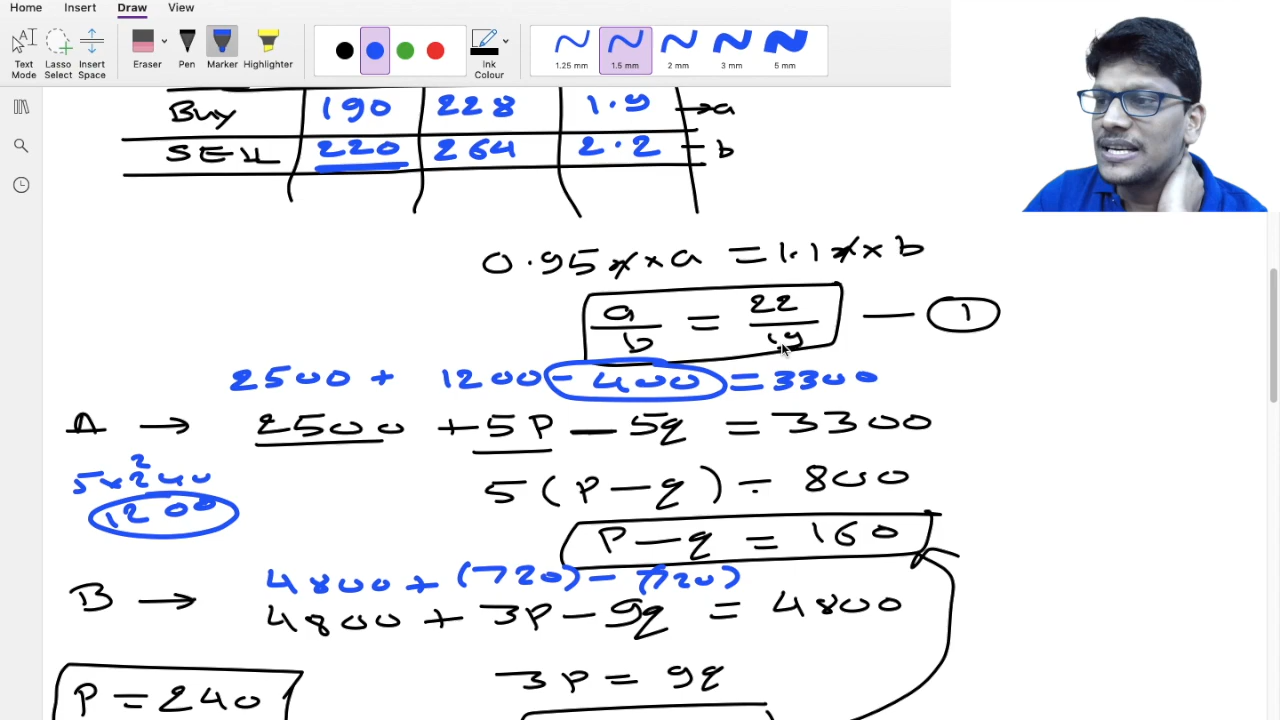 Home Insert Draw View
Text Mode Lasso Select Insert Space Eraser Pen Marker Highlighter Ink Colour 1.25 mm 1.5 mm 2 mm 3 mm 5 mm
Buy 190 228 1.9 → a
SELL 220 264 2.2 – b
0.95x × a = 1.1x × b
a/b = 22/19 — 1
2500 + 1200 - 400 = 3300
A → 2500 + 5P - 5q = 3300
5 × 240
5(P - q) = 800
1200
P - q = 160
4800 + (720) - (720)
B → 4800 + 3P - 9q = 4800
3P = 9q
P = 240